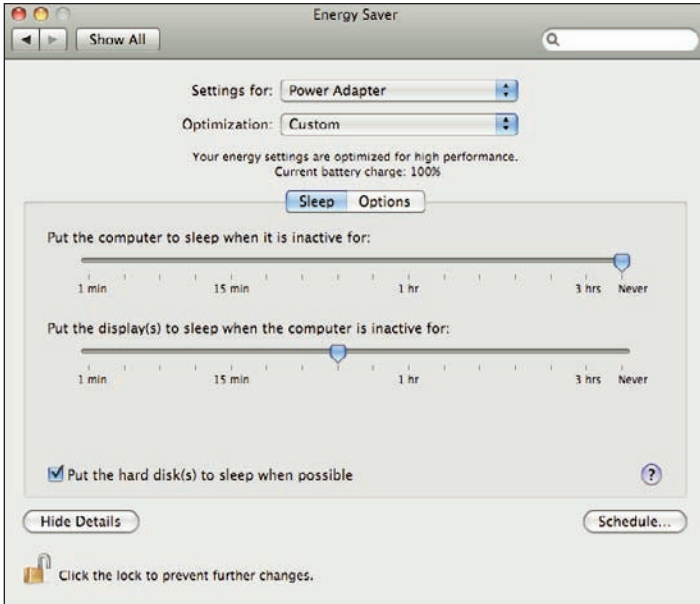 Energy Saver
Show All
Settings for: Power Adapter
Optimization: Custom
Your energy settings are optimized for high performance.
Current battery charge: 100%
Sleep Options
Put the computer to sleep when it is inactive for:
1 min 15 min 1 hr 3 hrs Never
Put the display(s) to sleep when the computer is inactive for:
1 min 15 min 1 hr 3 hrs Never
Put the hard disk(s) to sleep when possible ?
Hide Details Schedule...
Click the lock to prevent further changes.